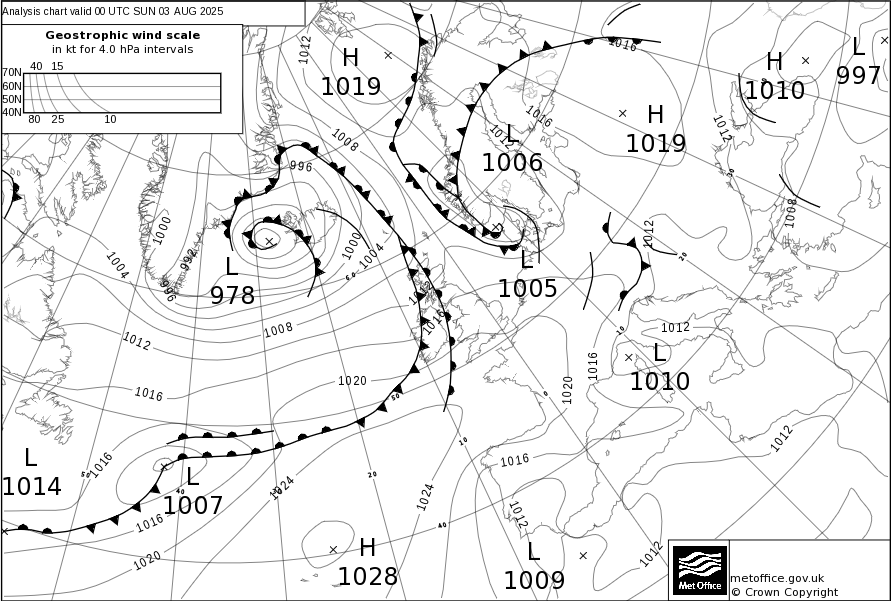 Analysis chart valid 00 UTC SUN 03 AUG 2025
Geostrophic wind scale
in kt for 4.0 hPa intervals
40 15
70N
60N
50N
40N
80 25 10
1012
H
1019
1016
H
1010
L
997
1008
996
1016
1012
L
1006
H
1019
1012
1000
992
996
1004
L
978
1000
1004
60
1012
1016
L
1005
1012
20
1008
10
1008
1012
1016
1020
50
1020
1016
1012
L
1010
0
L
1014
50
1016
L
1007
40
1016
1020
1024
20
10
1024
40
1016
1012
1012
H
1028
L
1009
1012
Met Office
metoffice.gov.uk
© Crown Copyright